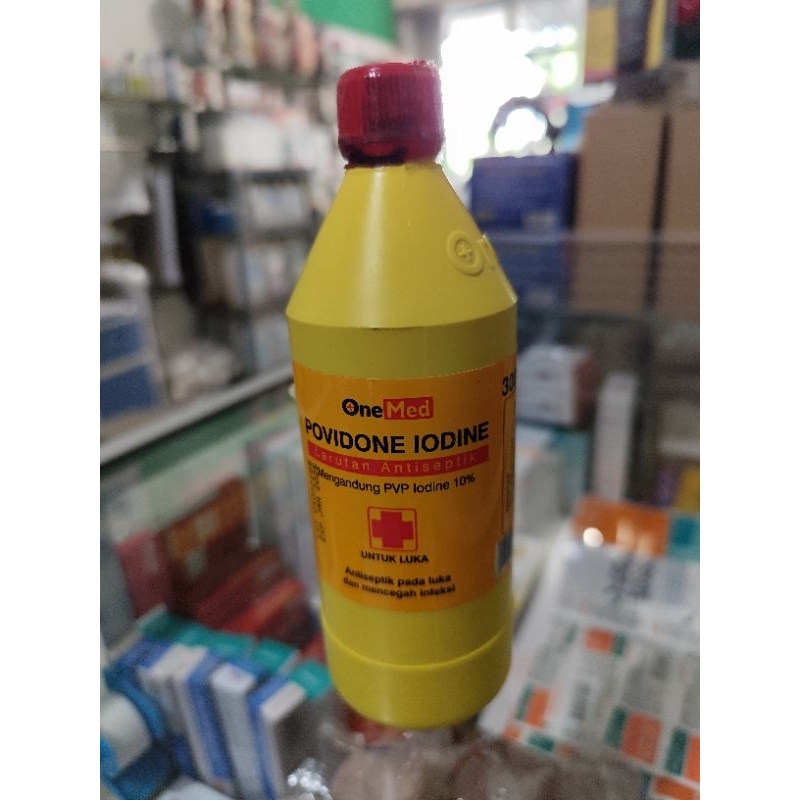 OneMed
POVIDONE IODINE
Larutan Antiseptik
Mengandung PVP Iodine 10%
UNTUK LUKA
Antiseptik pada luka
dan mencegah infeksi